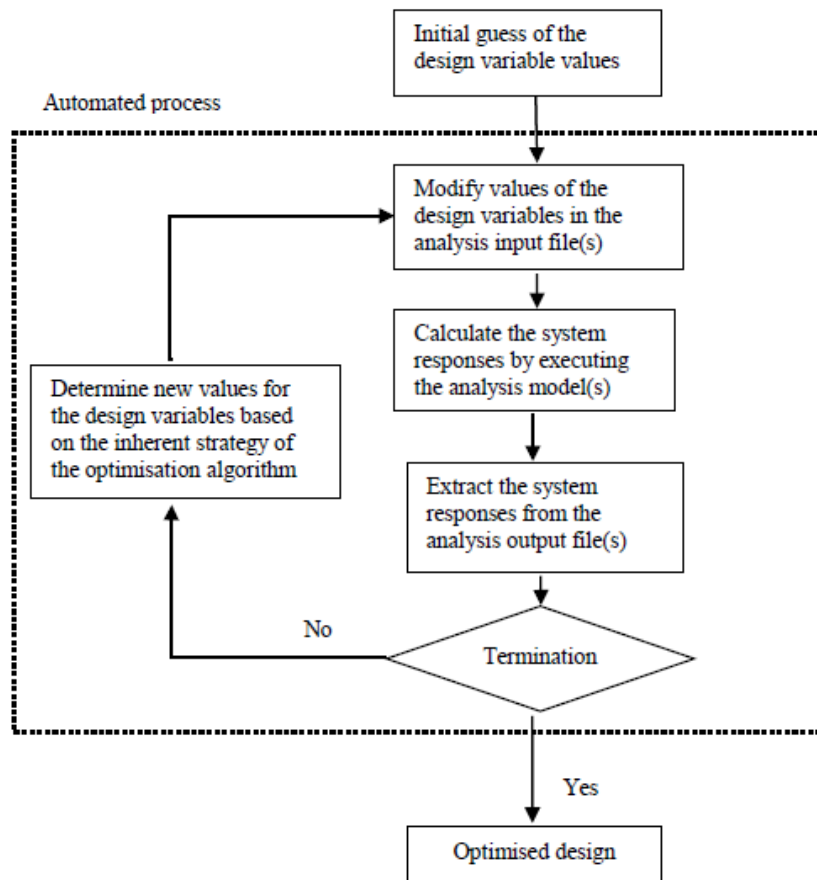 Initial guess of the
design variable values
Automated process
Modify values of the
design variables in the
analysis input file(s)
Calculate the system
responses by executing
the analysis model(s)
Determine new values for
the design variables based
on the inherent strategy of
the optimisation algorithm
Extract the system
responses from the
analysis output file(s)
No
Termination
Yes
Optimised design